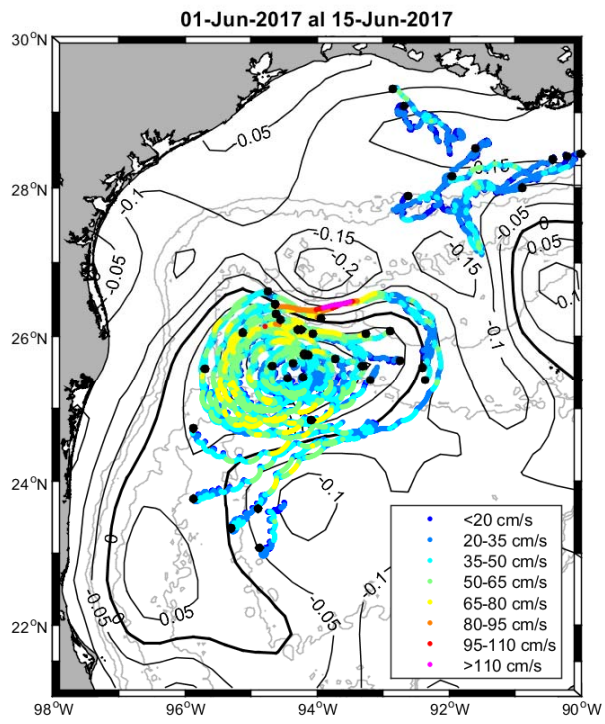 01-Jun-2017 al 15-Jun-2017
30°N
-0.05
-0.15
28°N
-0.1
-0.15
-0.05
0
0.05
-0.05
-0.2
-0.15
0.1
-0.1
26°N
24°N
-0.1
0
<20 cm/s
20-35 cm/s
35-50 cm/s
50-65 cm/s
65-80 cm/s
80-95 cm/s
95-110 cm/s
>110 cm/s
-0.1
0.05
-0.05
22°N
-0.05
98°W
96°W
94°W
92°W
90°W